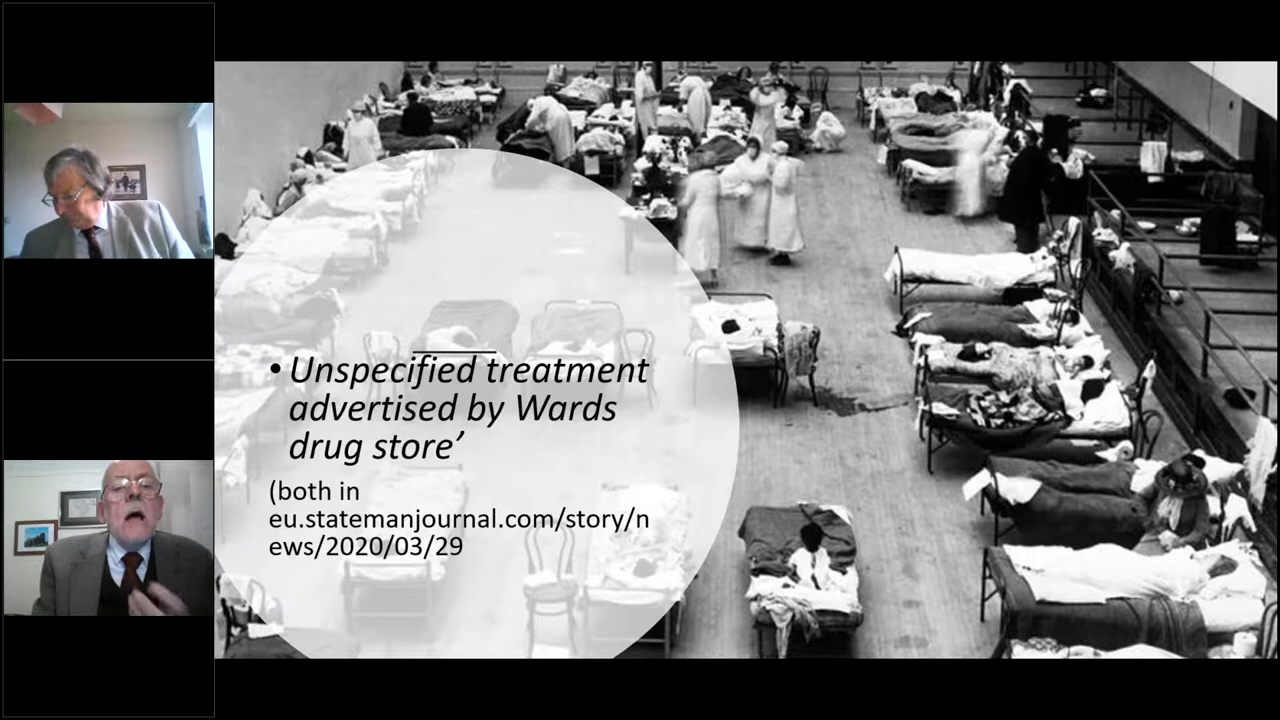 • Unspecified treatment
advertised by Wards
drug store’
(both in
eu.statemanjournal.com/story/n
ews/2020/03/29